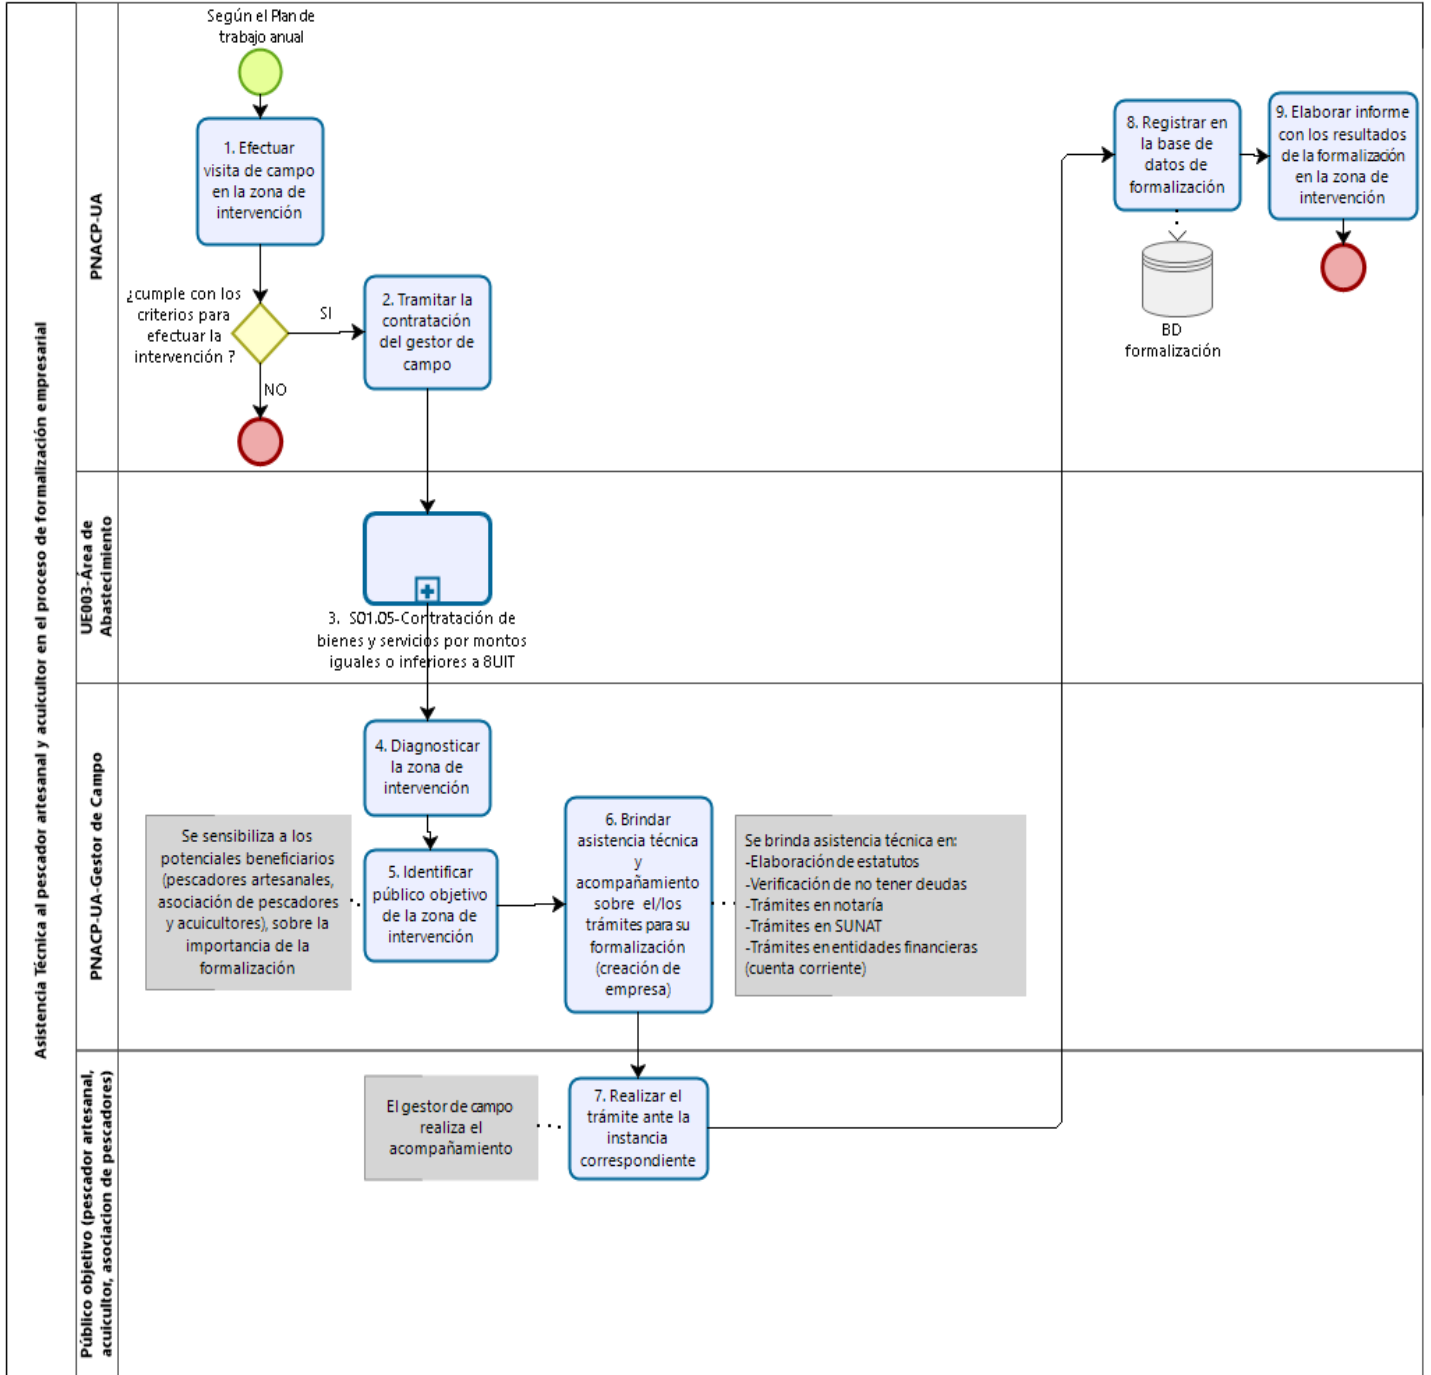 Asistencia Técnica al pescador artesanal y acuicultor en el proceso de formalización empresarial
PNACP-UA
Según el Plan de
trabajo anual
1. Efectuar
visita de campo
en la zona de
intervención
¿cumple con los
criterios para
efectuar la
intervención ?
SI
NO
2. Tramitar la
contratación
del gestor de
campo
8. Registrar en
la base de
datos de
formalización
BD
formalización
9. Elaborar informe
con los resultados
de la formalización
en la zona de
intervención
UE003-Área de
Abastecimiento
3. S01.05-Contratación de
bienes y servicios por montos
iguales o inferiores a 8UIT
PNACP-UA-Gestor de Campo
4. Diagnosticar
la zona de
intervención
Se sensibiliza a los
potenciales beneficiarios
(pescadores artesanales,
asociación de pescadores
y acuicultores), sobre la
importancia de la
formalización
5. Identificar
público objetivo
de la zona de
intervención
6. Brindar
asistencia técnica
y
acompañamiento
sobre el/los
trámites para su
formalización
(creación de
empresa)
Se brinda asistencia técnica en:
-Elaboración de estatutos
-Verificación de no tener deudas
-Trámites en notaría
-Trámites en SUNAT
-Trámites en entidades financieras
(cuenta corriente)
Público objetivo (pescador artesanal,
acuicultor, asociacion de pescadores)
El gestor de campo
realiza el
acompañamiento
7. Realizar el
trámite ante la
instancia
correspondiente